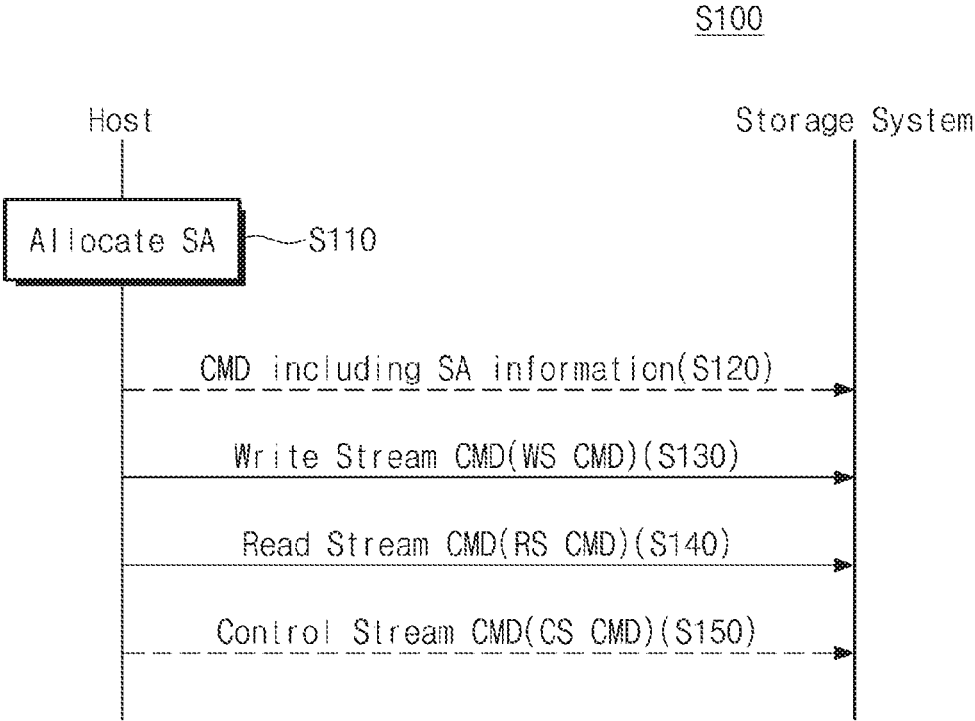 S100
Host
Storage System
Allocate SA
S110
CMD including SA information(S120)
Write Stream CMD(WS CMD)(S130)
Read Stream CMD(RS CMD)(S140)
Control Stream CMD(CS CMD)(S150)